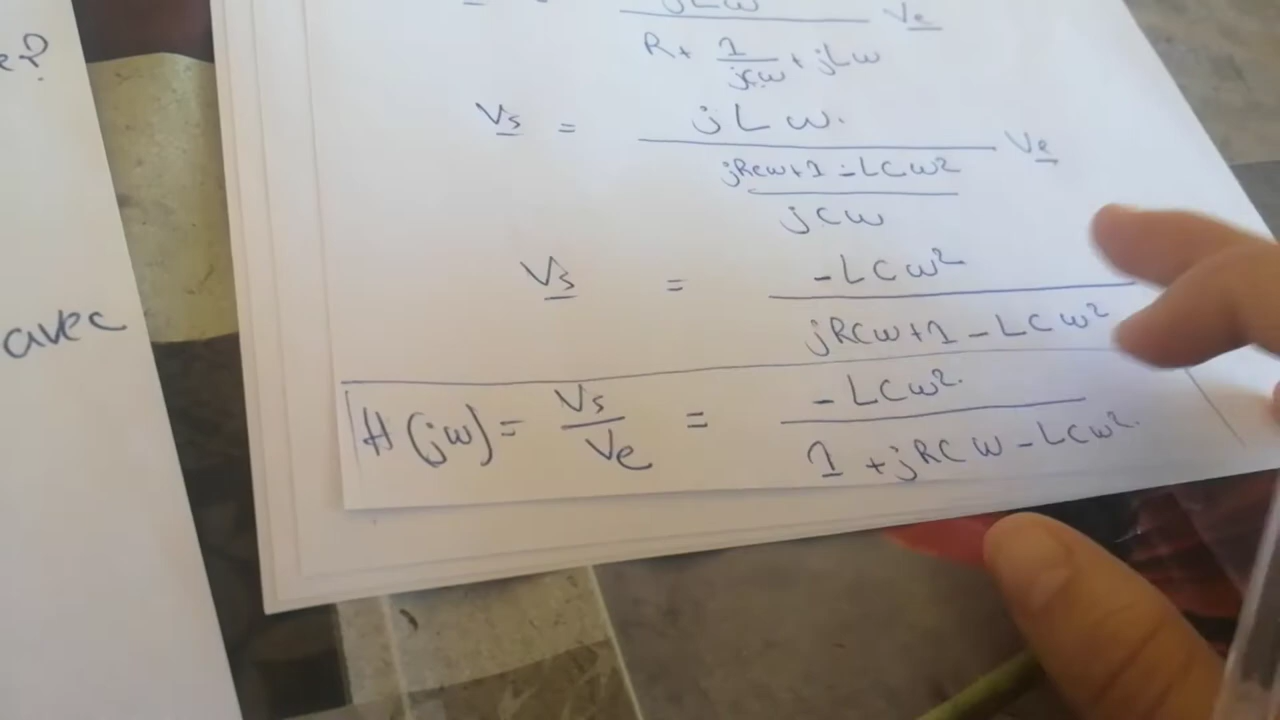 jLω
Ve
R+ 1/jCω + jLω
Vs = jLω. / ((jRCω+1-LCω²)/jCω) Ve
Vs = -LCω² / (jRCω+1-LCω²)
avec
H(jω) = Vs/Ve = -LCω². / (1+jRCω-LCω².)